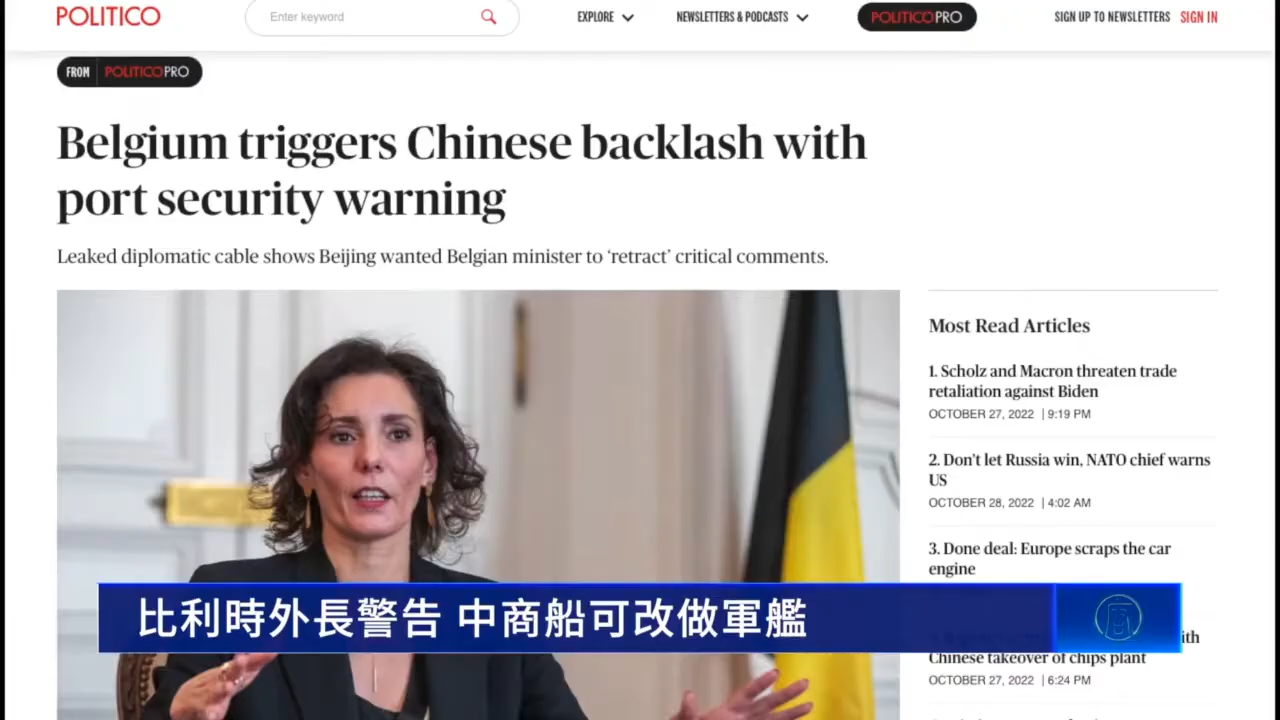 POLITICO
Enter keyword
EXPLORE
NEWSLETTERS & PODCASTS
POLITICOPRO
SIGN UP TO NEWSLETTERS
SIGN IN
FROM POLITICOPRO
Belgium triggers Chinese backlash with
port security warning
Leaked diplomatic cable shows Beijing wanted Belgian minister to ‘retract’ critical comments.
Most Read Articles
1. Scholz and Macron threaten trade
retaliation against Biden
OCTOBER 27, 2022 | 9:19 PM
2. Don’t let Russia win, NATO chief warns
US
OCTOBER 28, 2022 | 4:02 AM
3. Done deal: Europe scraps the car
engine
Chinese takeover of chips plant
OCTOBER 27, 2022 | 6:24 PM
比利時外長警告 中商船可改做軍艦